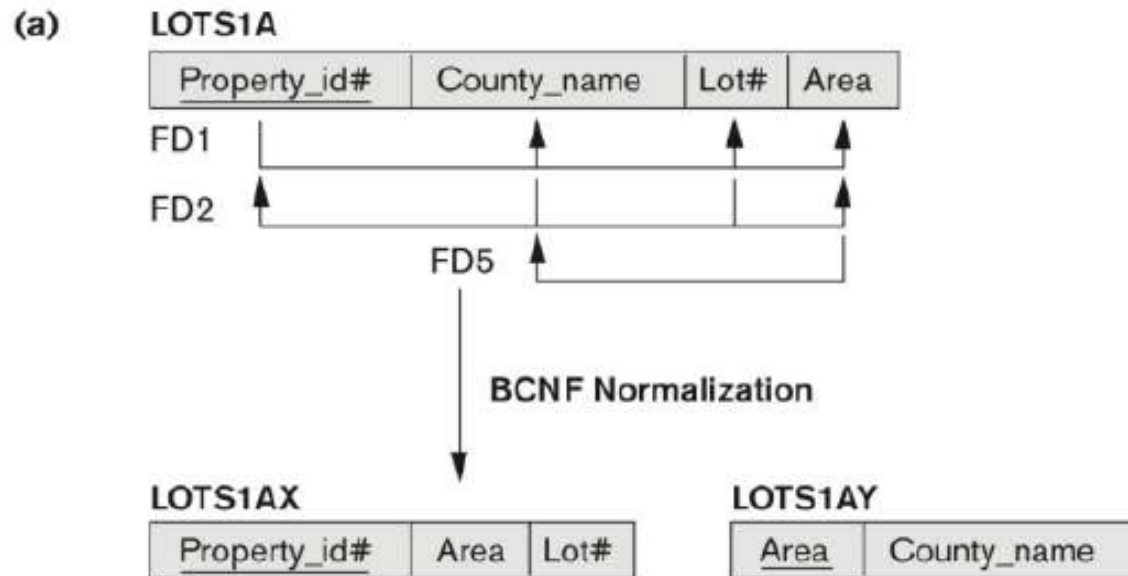 (a) LOTS1A
Property_id# County_name Lot# Area
FD1
FD2
FD5
BCNF Normalization
LOTS1AX LOTS1AY
Property_id# Area Lot# Area County_name